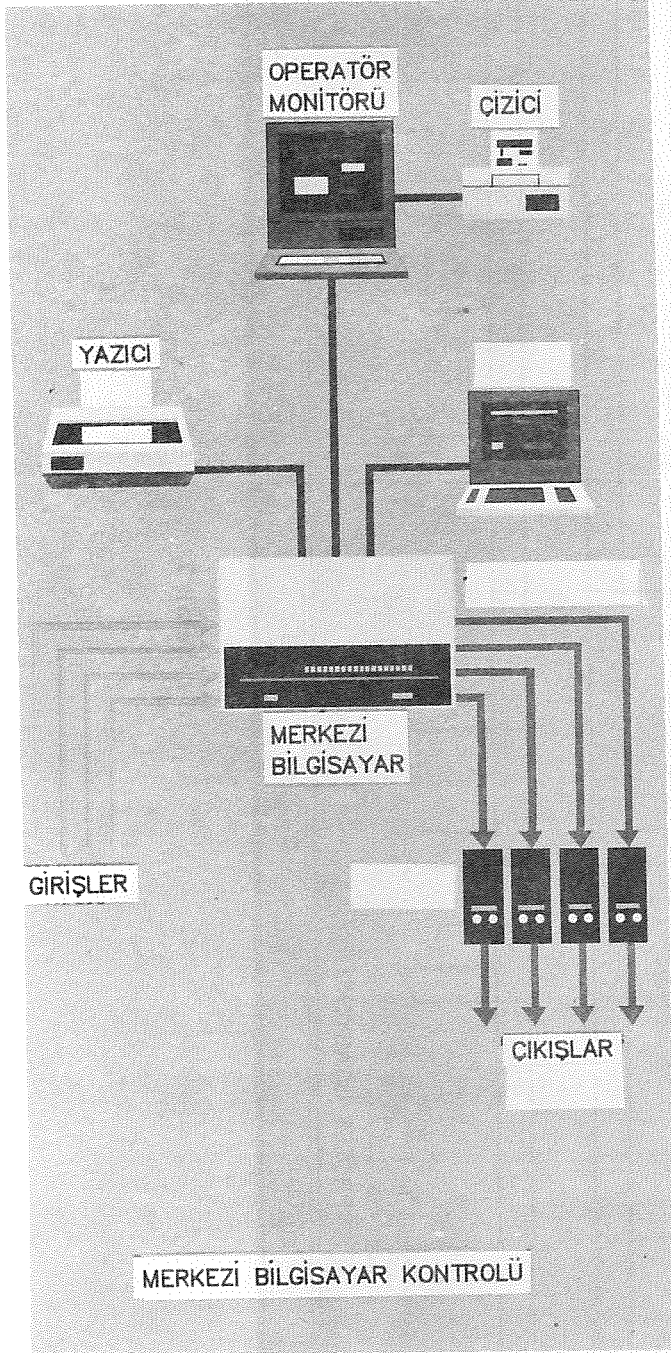 OPERATÖR
MONİTÖRÜ
ÇİZİCİ
YAZICI
MERKEZİ
BİLGİSAYAR
GİRİŞLER
ÇIKIŞLAR
MERKEZİ BİLGİSAYAR KONTROLÜ